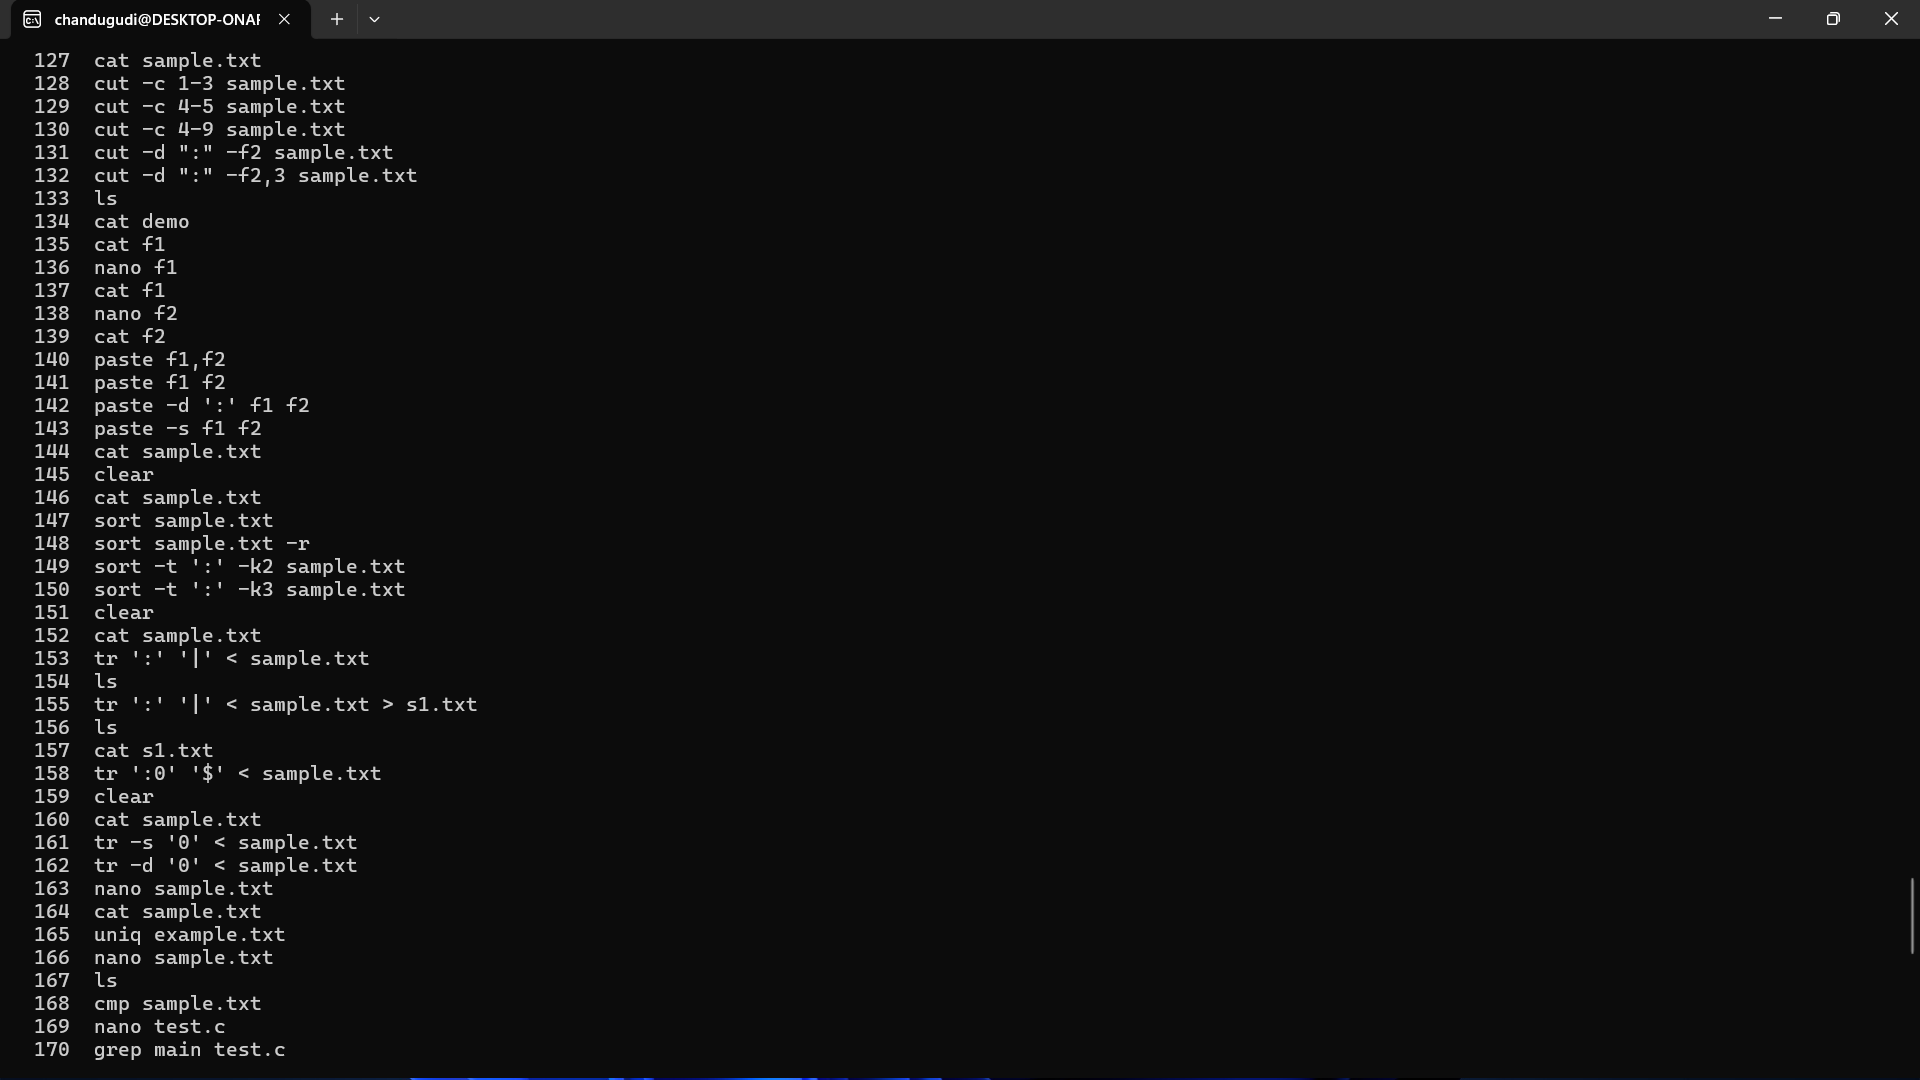 chandugudi@DESKTOP-ONAF
127 cat sample.txt
128 cut -c 1-3 sample.txt
129 cut -c 4-5 sample.txt
130 cut -c 4-9 sample.txt
131 cut -d ":" -f2 sample.txt
132 cut -d ":" -f2,3 sample.txt
133 ls
134 cat demo
135 cat f1
136 nano f1
137 cat f1
138 nano f2
139 cat f2
140 paste f1,f2
141 paste f1 f2
142 paste -d ':' f1 f2
143 paste -s f1 f2
144 cat sample.txt
145 clear
146 cat sample.txt
147 sort sample.txt
148 sort sample.txt -r
149 sort -t ':' -k2 sample.txt
150 sort -t ':' -k3 sample.txt
151 clear
152 cat sample.txt
153 tr ':' '|' < sample.txt
154 ls
155 tr ':' '|' < sample.txt > s1.txt
156 ls
157 cat s1.txt
158 tr ':0' '$' < sample.txt
159 clear
160 cat sample.txt
161 tr -s '0' < sample.txt
162 tr -d '0' < sample.txt
163 nano sample.txt
164 cat sample.txt
165 uniq example.txt
166 nano sample.txt
167 ls
168 cmp sample.txt
169 nano test.c
170 grep main test.c